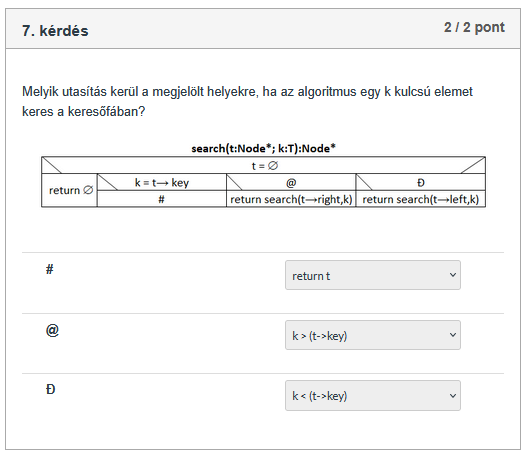 7. kérdés
2 / 2 pont
Melyik utasítás kerül a megjelölt helyekre, ha az algoritmus egy k kulcsú elemet
keres a keresőfában?
search(t:Node*; k:T):Node*
t = ∅
return ∅
k = t→ key
@
Đ
#
return search(t→right,k)
return search(t→left,k)
#
return t
@
k > (t->key)
Đ
k < (t->key)